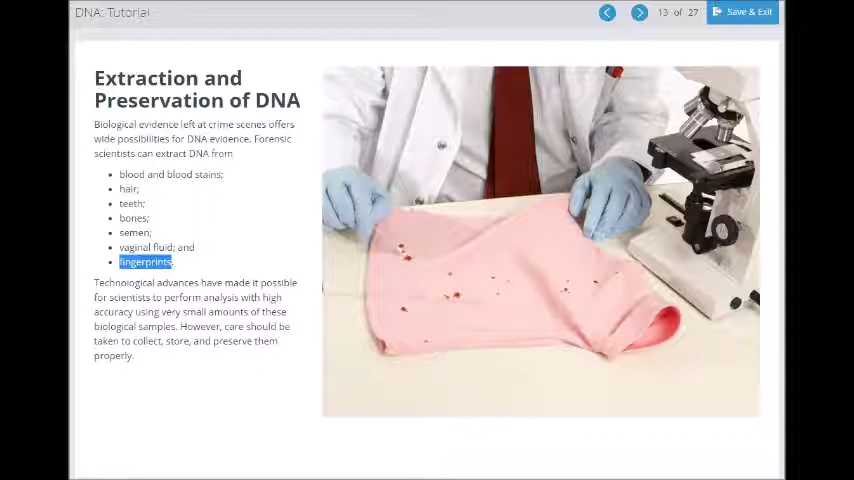 DNA: Tutorial
13 of 27
Save & Exit
Extraction and
Preservation of DNA
Biological evidence left at crime scenes offers
wide possibilities for DNA evidence. Forensic
scientists can extract DNA from
• blood and blood stains;
• hair;
• teeth;
• bones;
• semen;
• vaginal fluid; and
• fingerprints.
Technological advances have made it possible
for scientists to perform analysis with high
accuracy using very small amounts of these
biological samples. However, care should be
taken to collect, store, and preserve them
properly.